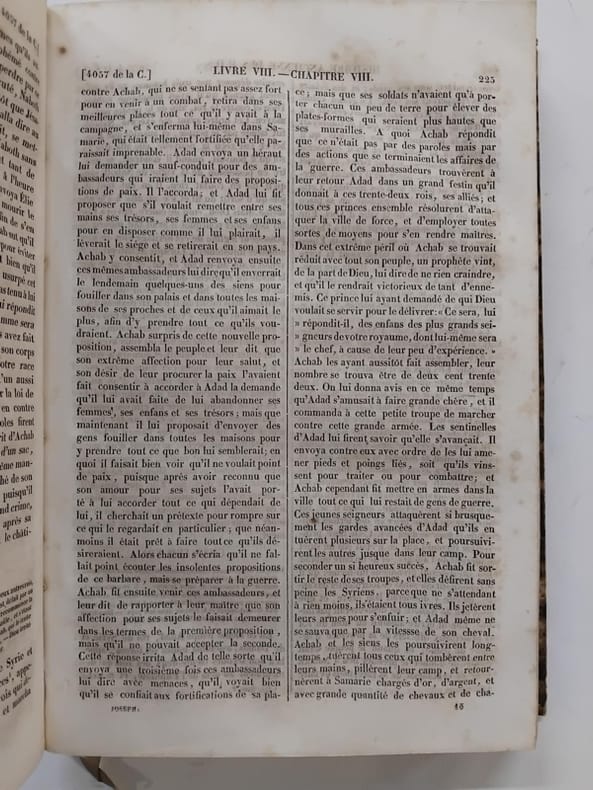 [4057 de la C.]
LIVRE VIII.—CHAPITRE VIII.
225
contre Achab, qui ne se sentant pas assez fort
pour en venir à un combat, retira dans ses
meilleures places tout ce qu'il y avait à la
campagne, et s'enferma lui-même dans Sa-
marie, qui était tellement fortifiée qu'elle pa-
raissait imprenable. Adad envoya un héraut
lui demander un sauf-conduit pour des am-
bassadeurs qui iraient lui faire des proposi-
tions de paix. Il l'accorda; et Adad lui fit
proposer que s'il voulait remettre entre ses
mains ses trésors, ses femmes et ses enfans
pour en disposer comme il lui plairait, il
lèverait le siége et se retirerait en son pays.
Achab y consentit, et Adad renvoya ensuite
ces mêmes ambassadeurs lui dire qu'il enverrait
le lendemain quelques-uns des siens pour
fouiller dans son palais et dans toutes les mai-
sons de ses proches et de ceux qu'il aimait le
plus, afin d'y prendre tout ce qu'ils vou-
draient. Achab surpris de cette nouvelle pro-
position, assembla le peuple et leur dit que
son extrême affection pour leur salut, et
son désir de leur procurer la paix l'avaient
fait consentir à accorder à Adad la demande
qu'il lui avait faite de lui abandonner ses
femmes, ses enfans et ses trésors; mais que
maintenant il lui proposait d'envoyer des
gens fouiller dans toutes les maisons pour
y prendre tout ce que bon lui semblerait; en
quoi il faisait bien voir qu'il ne voulait point
de paix, puisque après avoir reconnu que
son amour pour ses sujets l'avait por-
té à lui accorder tout ce qui dépendait de
lui, il cherchait un prétexte pour rompre sur
ce qui le regardait en particulier; que néan-
moins il était prêt à faire tout ce qu'ils dé-
sireraient. Alors chacun s'écria qu'il ne fal-
lait point écouter les insolentes propositions
de ce barbare, mais se préparer à la guerre.
Achab fit ensuite venir ces ambassadeurs, et
leur dit de rapporter à leur maître que son
affection pour ses sujets le faisait demeurer
dans les termes de la première proposition,
mais qu'il ne pouvait accepter la seconde.
Cette réponse irrita Adad de telle sorte qu'il
envoya une troisième fois ces ambassadeurs
lui dire avec menaces, qu'il voyait bien
qu'il se confiait aux fortifications de sa pla-
JOSEPH.
ce; mais que ses soldats n'avaient qu'à por-
ter chacun un peu de terre pour élever des
plates-formes qui seraient plus hautes que
ses murailles. A quoi Achab répondit
que ce n'était pas par des paroles mais par
des actions que se terminaient les affaires de
la guerre. Ces ambassadeurs trouvèrent à
leur retour Adad dans un grand festin qu'il
donnait à ces trente-deux rois, ses alliés; et
tous ces princes ensemble résolurent d'atta-
quer la ville de force, et d'employer toutes
sortes de moyens pour s'en rendre maîtres.
Dans cet extrême péril où Achab se trouvait
réduit avec tout son peuple, un prophète vint,
de la part de Dieu, lui dire de ne rien craindre,
et qu'il le rendrait victorieux de tant d'enne-
mis. Ce prince lui ayant demandé de qui Dieu
voulait se servir pour le délivrer: « Ce sera, lui
» répondit-il, des enfans des plus grands sei-
» gneurs de votre royaume, dont lui-même sera
» le chef, à cause de leur peu d'expérience. »
Achab les ayant aussitôt fait assembler, leur
nombre se trouva être de deux cent trente
deux. On lui donna avis en ce même temps
qu'Adad s'amusait à faire grande chère, et il
commanda à cette petite troupe de marcher
contre cette grande armée. Les sentinelles
d'Adad lui firent savoir qu'elle s'avançait. Il
envoya contre eux avec ordre de les lui ame-
ner pieds et poings liés, soit qu'ils vins-
sent pour traiter ou pour combattre; et
Achab cependant fit mettre en armes dans la
ville tout ce qui lui restait de gens de guerre.
Ces jeunes seigneurs attaquèrent si brusque-
ment les gardes avancées d'Adad qu'ils en
tuèrent plusieurs sur la place, et poursuivi-
rent les autres jusque dans leur camp. Pour
seconder un si heureux succès, Achab fit sor-
tir le reste de ses troupes, et elles défirent sans
peine les Syriens, parce que ne s'attendant
à rien moins, ils étaient tous ivres. Ils jetèrent
leurs armes pour s'enfuir; et Adad même ne
se sauva que par la vitessse de son cheval.
Achab et les siens les poursuivirent long-
temps, tuèrent tous ceux qui tombèrent entre
leurs mains, pillèrent leur camp, et retour-
nèrent à Samarie chargés d'or, d'argent, et
avec grande quantité de chevaux et de cha-
16